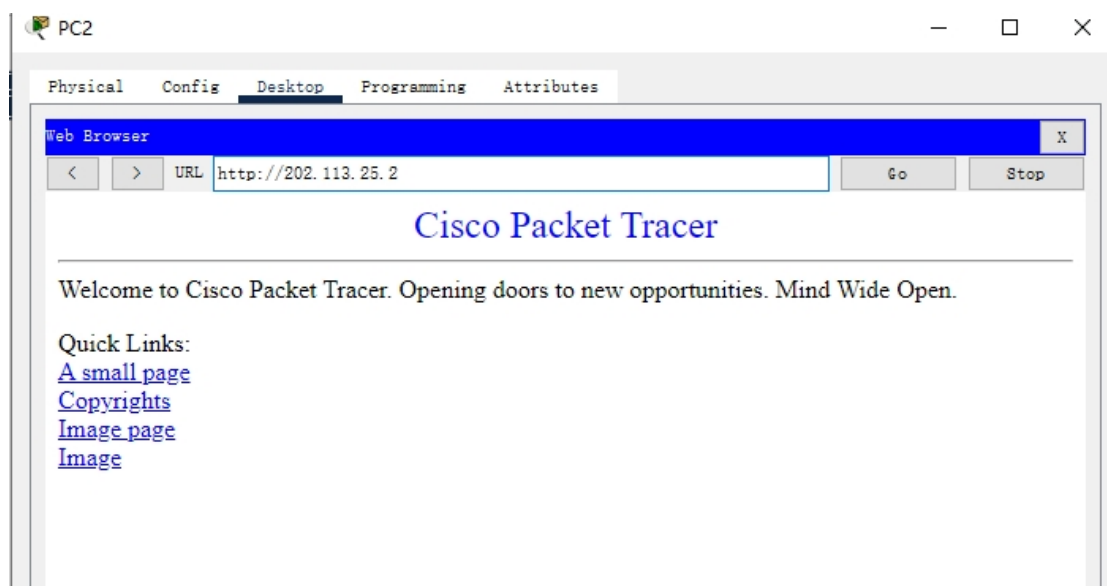 PC2
Physical Config Desktop Programming Attributes
Web Browser X
< > URL http://202.113.25.2 Go Stop
Cisco Packet Tracer
Welcome to Cisco Packet Tracer. Opening doors to new opportunities. Mind Wide Open.
Quick Links:
A small page
Copyrights
Image page
Image